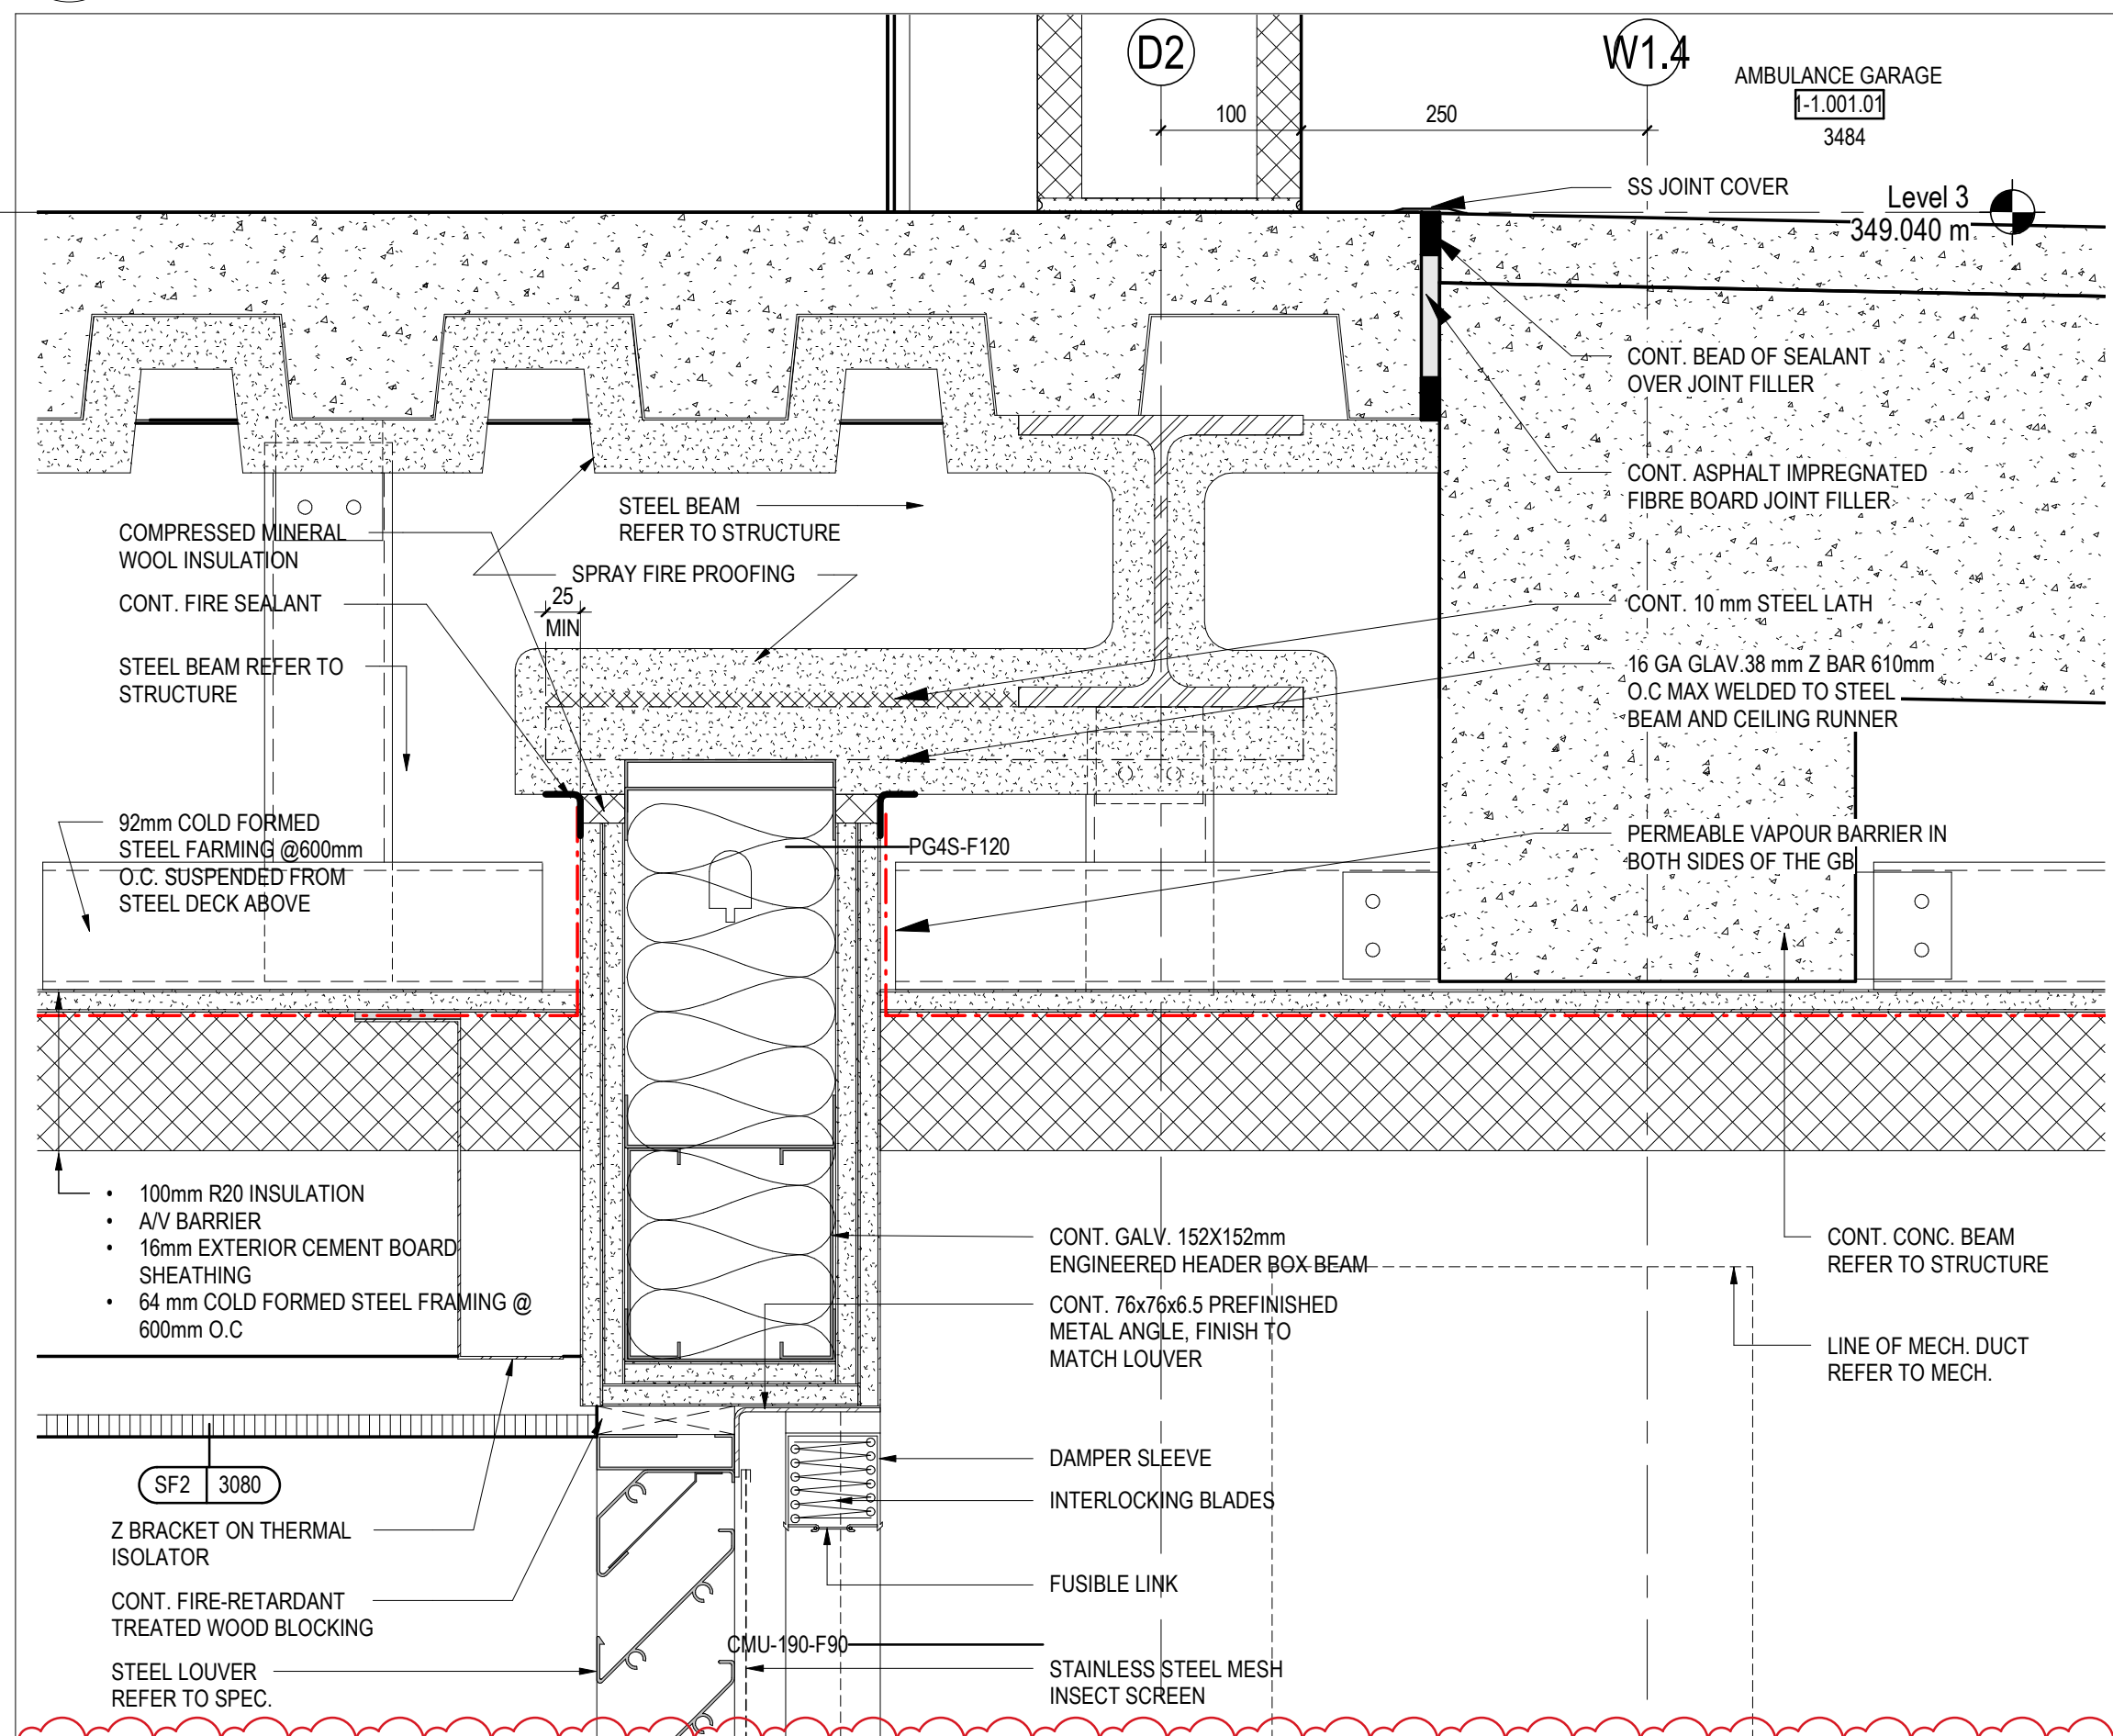 D2
W1.4
AMBULANCE GARAGE
1-1.001.01
3484
100
250
SS JOINT COVER
Level 3
349.040 m
CONT. BEAD OF SEALANT
OVER JOINT FILLER
CONT. ASPHALT IMPREGNATED
FIBRE BOARD JOINT FILLER
STEEL BEAM
REFER TO STRUCTURE
COMPRESSED MINERAL
WOOL INSULATION
SPRAY FIRE PROOFING
CONT. FIRE SEALANT
25
MIN
CONT. 10 mm STEEL LATH
STEEL BEAM REFER TO
STRUCTURE
16 GA GLAV.38 mm Z BAR 610mm
O.C MAX WELDED TO STEEL
BEAM AND CEILING RUNNER
92mm COLD FORMED
STEEL FARMING @600mm
O.C. SUSPENDED FROM
STEEL DECK ABOVE
PG4S-F120
PERMEABLE VAPOUR BARRIER IN
BOTH SIDES OF THE GB
• 100mm R20 INSULATION
• A/V BARRIER
• 16mm EXTERIOR CEMENT BOARD
SHEATHING
• 64 mm COLD FORMED STEEL FRAMING @
600mm O.C
CONT. GALV. 152X152mm
ENGINEERED HEADER BOX BEAM
CONT. 76x76x6.5 PREFINISHED
METAL ANGLE, FINISH TO
MATCH LOUVER
CONT. CONC. BEAM
REFER TO STRUCTURE
LINE OF MECH. DUCT
REFER TO MECH.
SF2 3080
DAMPER SLEEVE
INTERLOCKING BLADES
Z BRACKET ON THERMAL
ISOLATOR
FUSIBLE LINK
CONT. FIRE-RETARDANT
TREATED WOOD BLOCKING
CMU-190-F90
STEEL LOUVER
REFER TO SPEC.
STAINLESS STEEL MESH
INSECT SCREEN